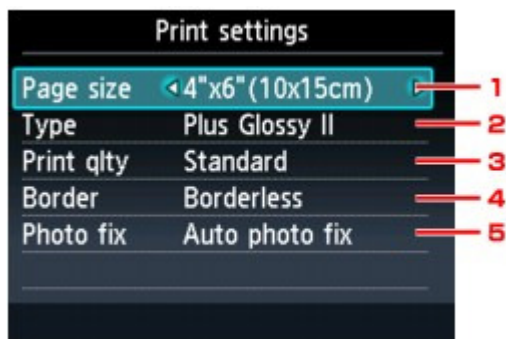 Print settings
Page size 4"x6"(10x15cm) 1
Type Plus Glossy II 2
Print qlty Standard 3
Border Borderless 4
Photo fix Auto photo fix 5